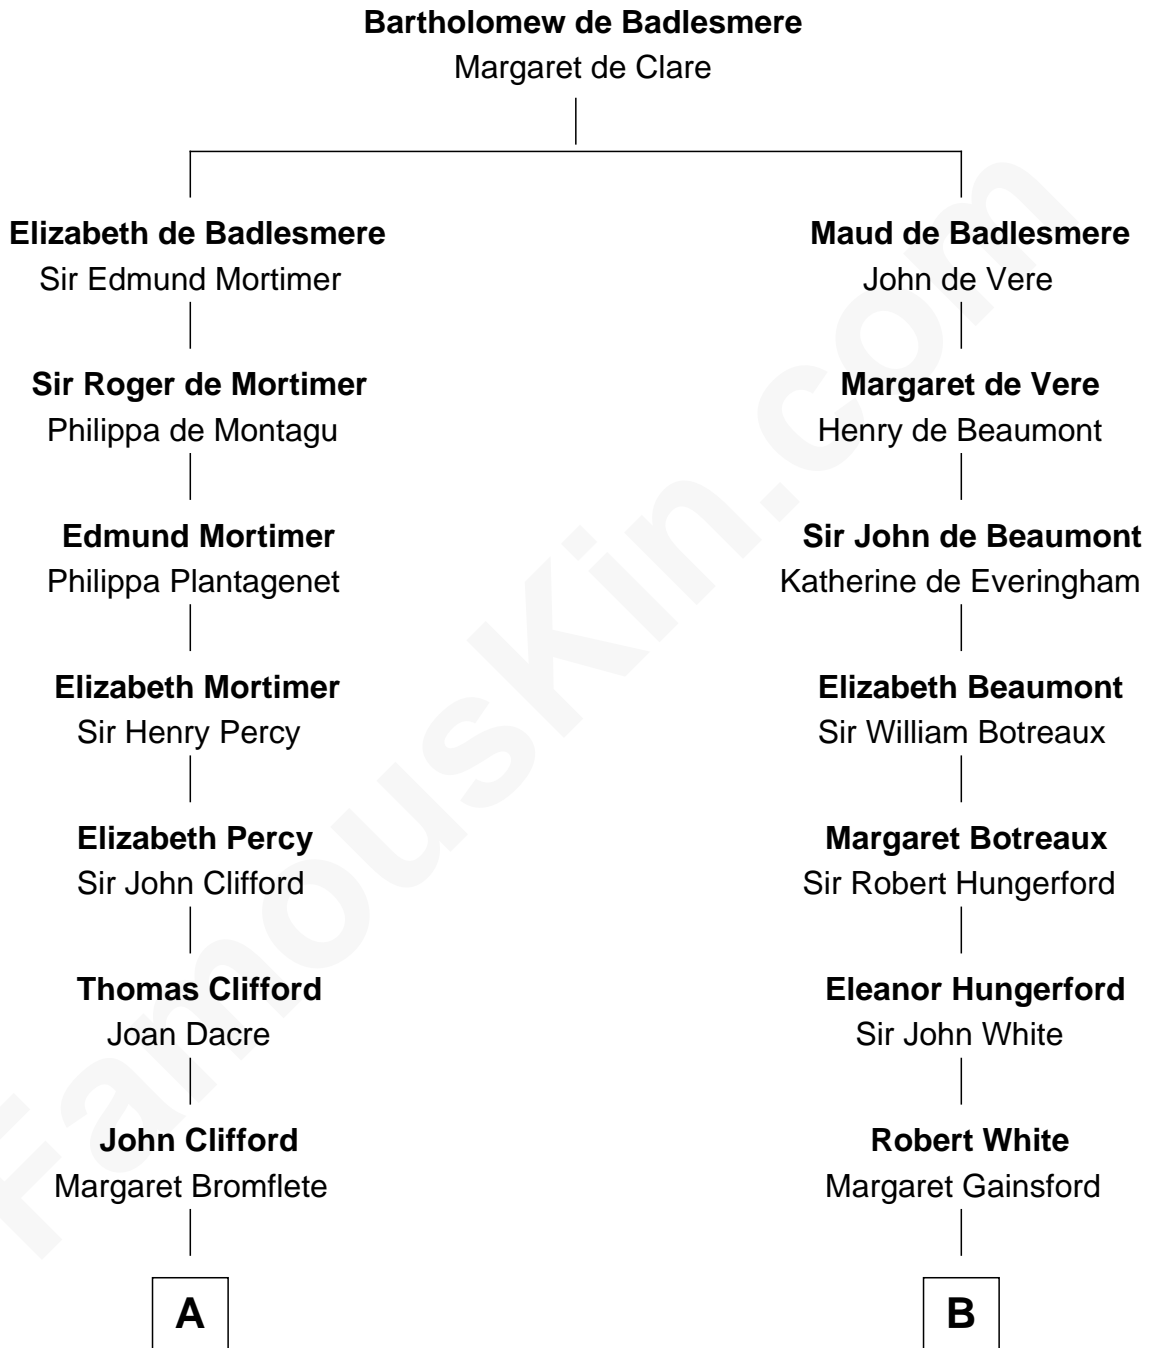 Bartholomew de Badlesmere
Margaret de Clare
Elizabeth de Badlesmere
Sir Edmund Mortimer
Maud de Badlesmere
John de Vere
Sir Roger de Mortimer
Philippa de Montagu
Margaret de Vere
Henry de Beaumont
Edmund Mortimer
Philippa Plantagenet
Sir John de Beaumont
Katherine de Everingham
Elizabeth Mortimer
Sir Henry Percy
Elizabeth Beaumont
Sir William Botreaux
Elizabeth Percy
Sir John Clifford
Margaret Botreaux
Sir Robert Hungerford
Thomas Clifford
Joan Dacre
Eleanor Hungerford
Sir John White
John Clifford
Margaret Bromflete
Robert White
Margaret Gainsford
A
B
FamousKin.com